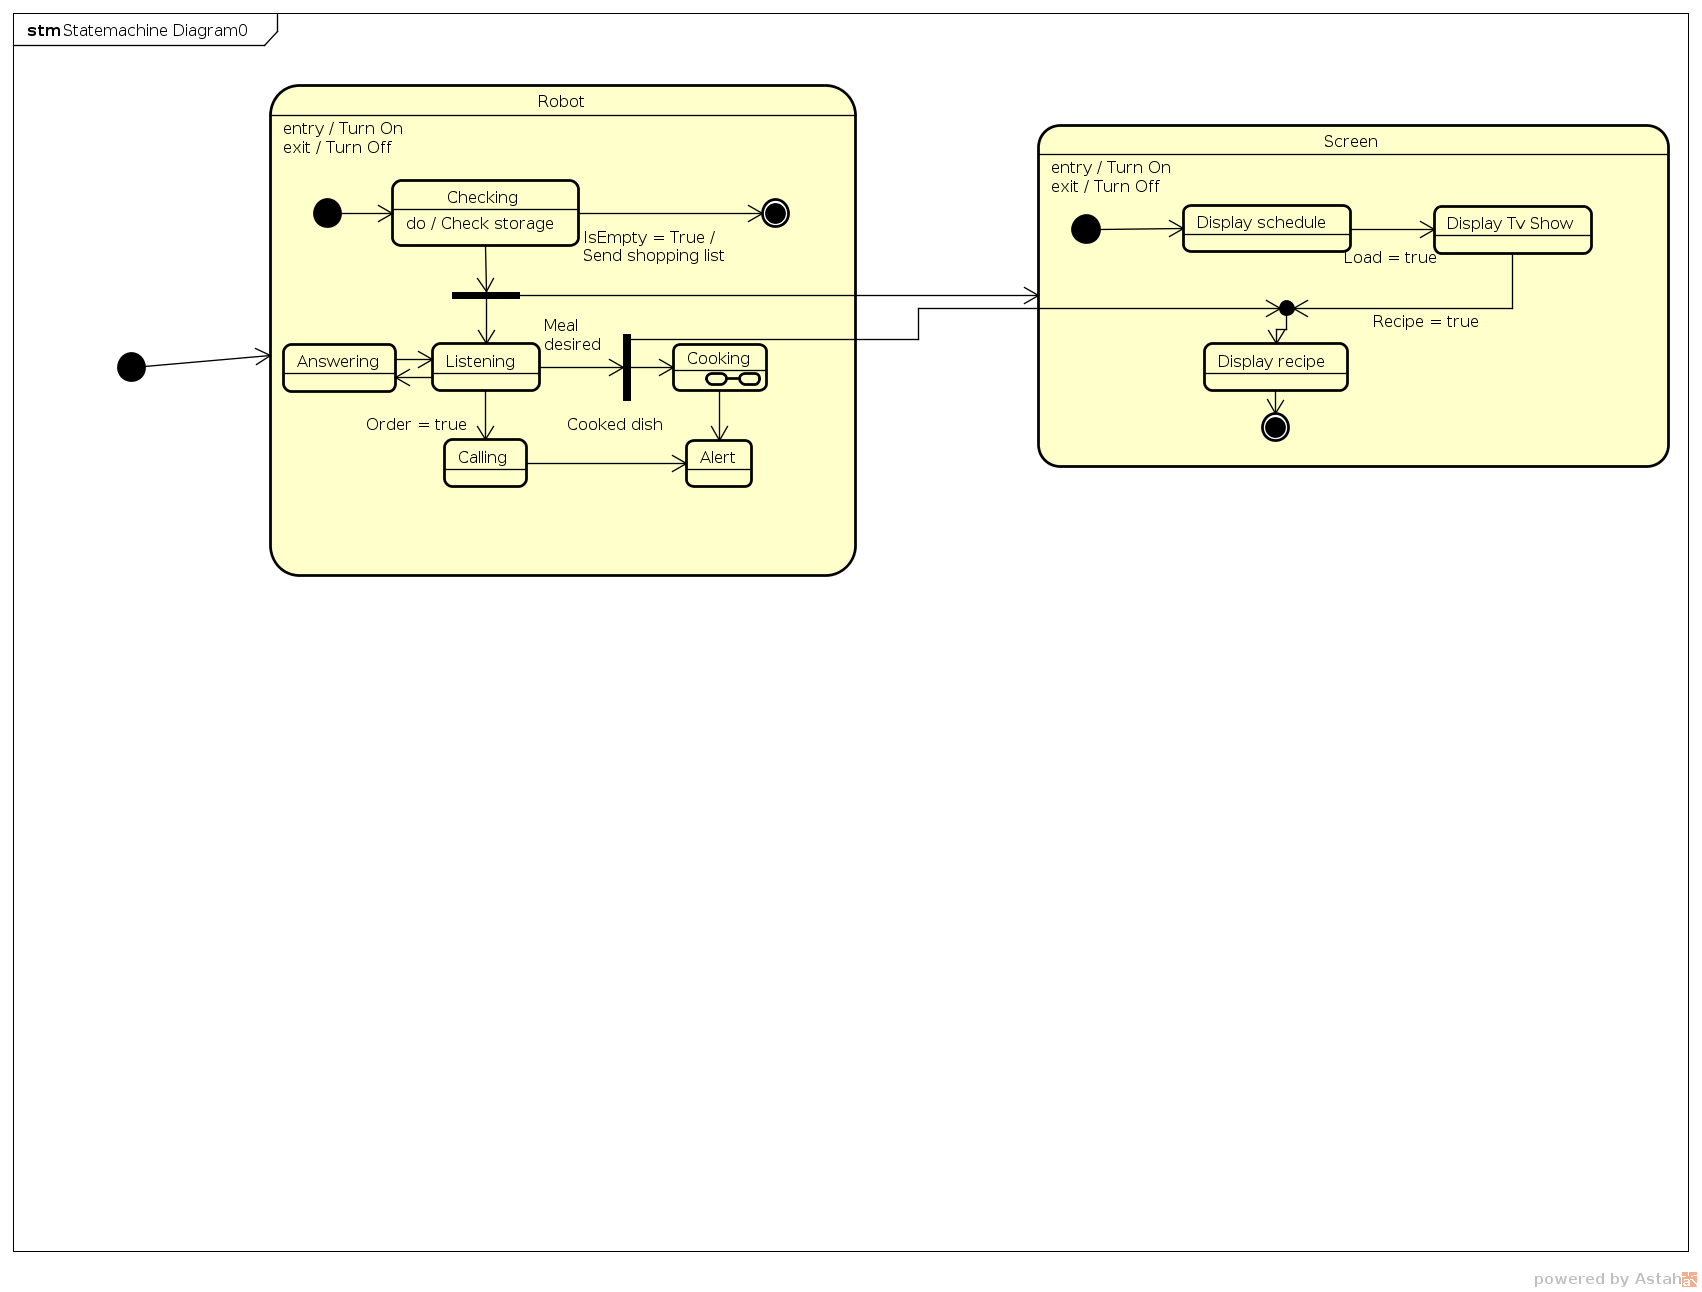 stm Statemachine Diagram0
Robot
entry / Turn On
exit / Turn Off
Checking
do / Check storage
IsEmpty = True /
Send shopping list
Meal
desired
Answering
Listening
Cooking
Order = true
Cooked dish
Calling
Alert
Screen
entry / Turn On
exit / Turn Off
Display schedule
Display Tv Show
Load = true
Recipe = true
Display recipe
powered by Astah